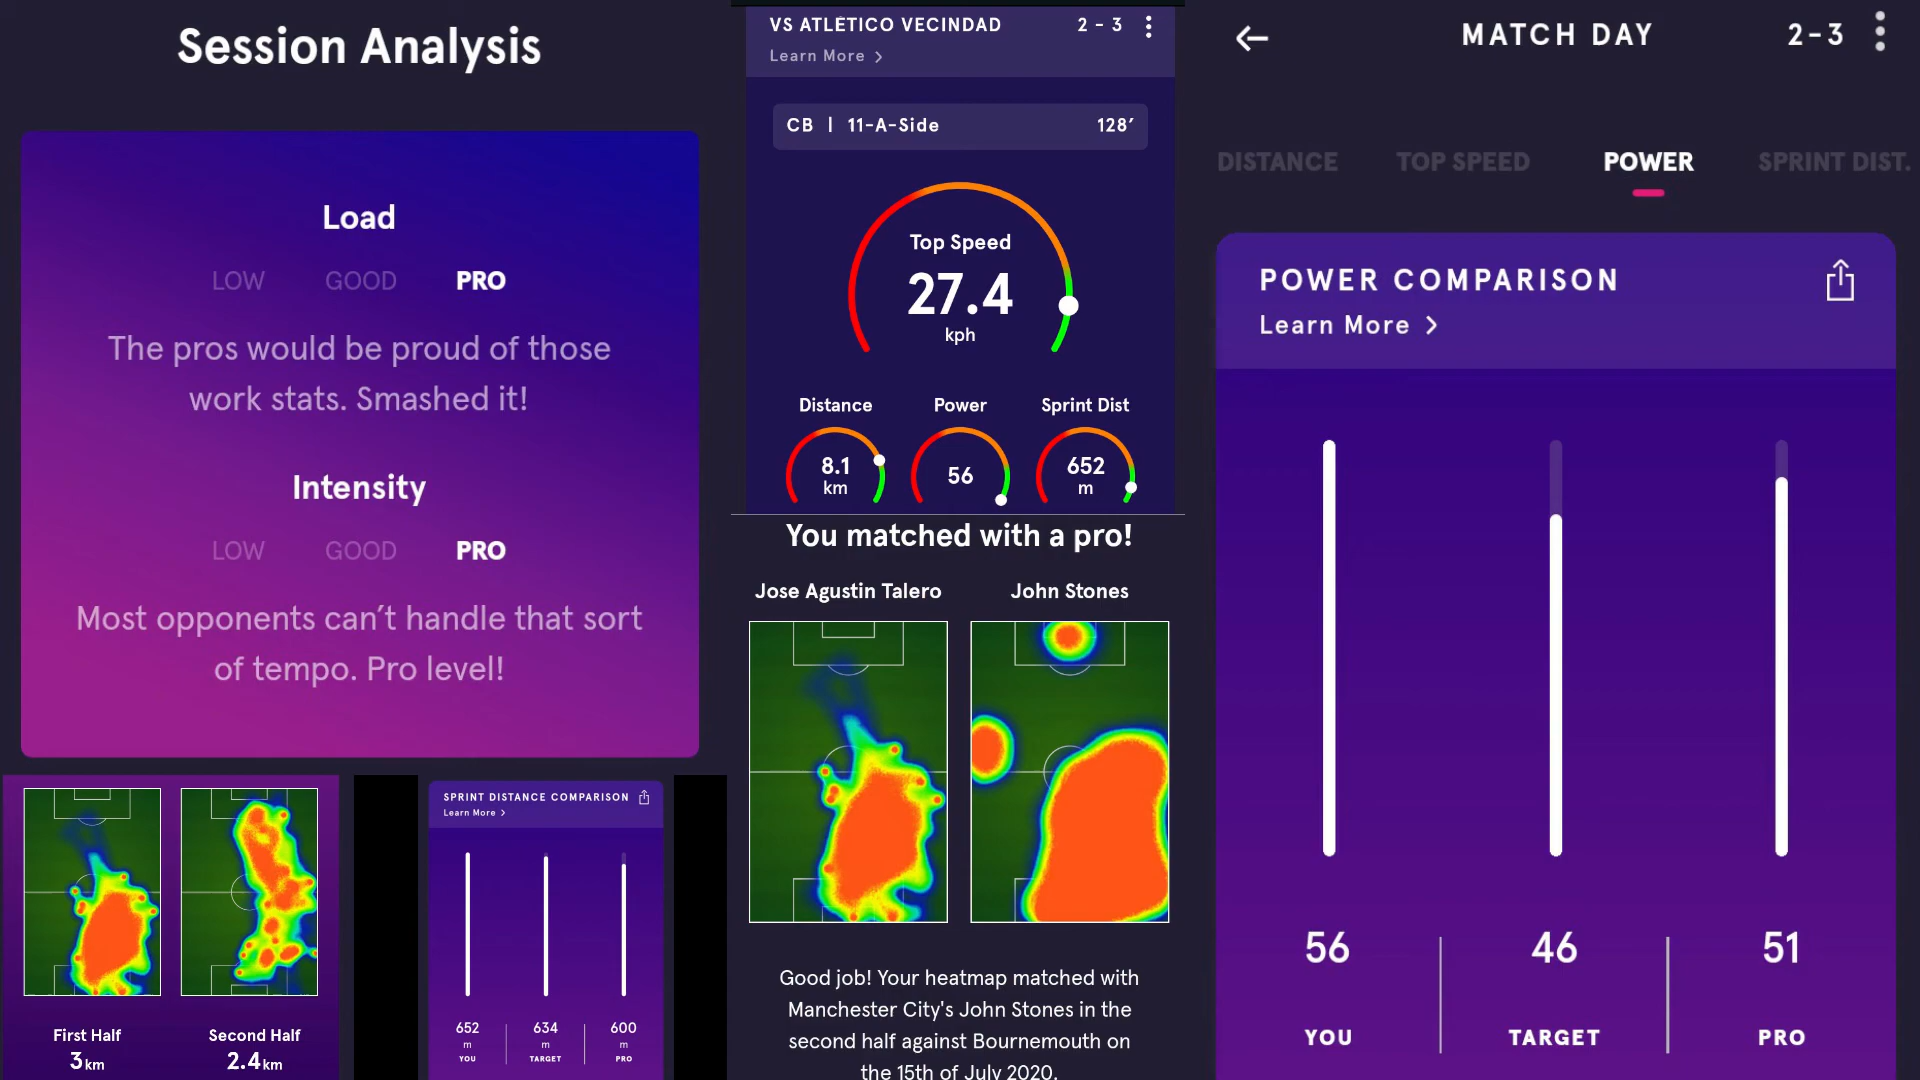 Session Analysis
Load
LOW GOOD PRO
The pros would be proud of those
work stats. Smashed it!
Intensity
LOW GOOD PRO
Most opponents can't handle that sort
of tempo. Pro level!
First Half
3 km
Second Half
2.4 km
SPRINT DISTANCE COMPARISON
Learn More >
652
m
YOU
634
m
TARGET
600
m
PRO
VS ATLÉTICO VECINDAD 2 - 3
Learn More >
CB | 11-A-Side 128'
Top Speed
27.4
kph
Distance
8.1
km
Power
56
Sprint Dist
652
m
You matched with a pro!
Jose Agustin Talero
John Stones
Good job! Your heatmap matched with
Manchester City's John Stones in the
second half against Bournemouth on
the 15th of July 2020.
MATCH DAY 2-3
DISTANCE TOP SPEED POWER SPRINT DIST.
POWER COMPARISON
Learn More >
56
YOU
46
TARGET
51
PRO